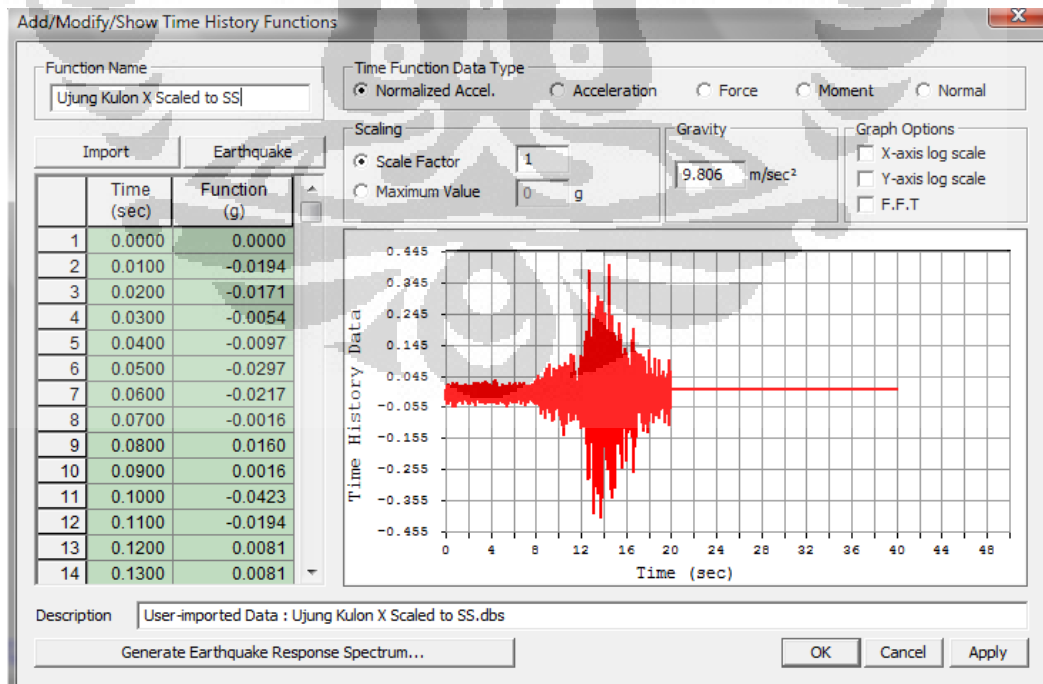 Add/Modify/Show Time History Functions
X
Function Name
Ujung Kulon X Scaled to SS
Time Function Data Type
Normalized Accel. Acceleration Force Moment Normal
Import Earthquake
Scaling
Scale Factor 1
Maximum Value 0 g
Gravity
9.806 m/sec²
Graph Options
X-axis log scale
Y-axis log scale
F.F.T
Time (sec) Function (g)
1 0.0000 0.0000
2 0.0100 -0.0194
3 0.0200 -0.0171
4 0.0300 -0.0054
5 0.0400 -0.0097
6 0.0500 -0.0297
7 0.0600 -0.0217
8 0.0700 -0.0016
9 0.0800 0.0160
10 0.0900 0.0016
11 0.1000 -0.0423
12 0.1100 -0.0194
13 0.1200 0.0081
14 0.1300 0.0081
Time History Data
0.445
0.345
0.245
0.145
0.045
-0.055
-0.155
-0.255
-0.355
-0.455
0 4 8 12 16 20 24 28 32 36 40 44 48
Time (sec)
Description User-imported Data : Ujung Kulon X Scaled to SS.dbs
Generate Earthquake Response Spectrum... OK Cancel Apply